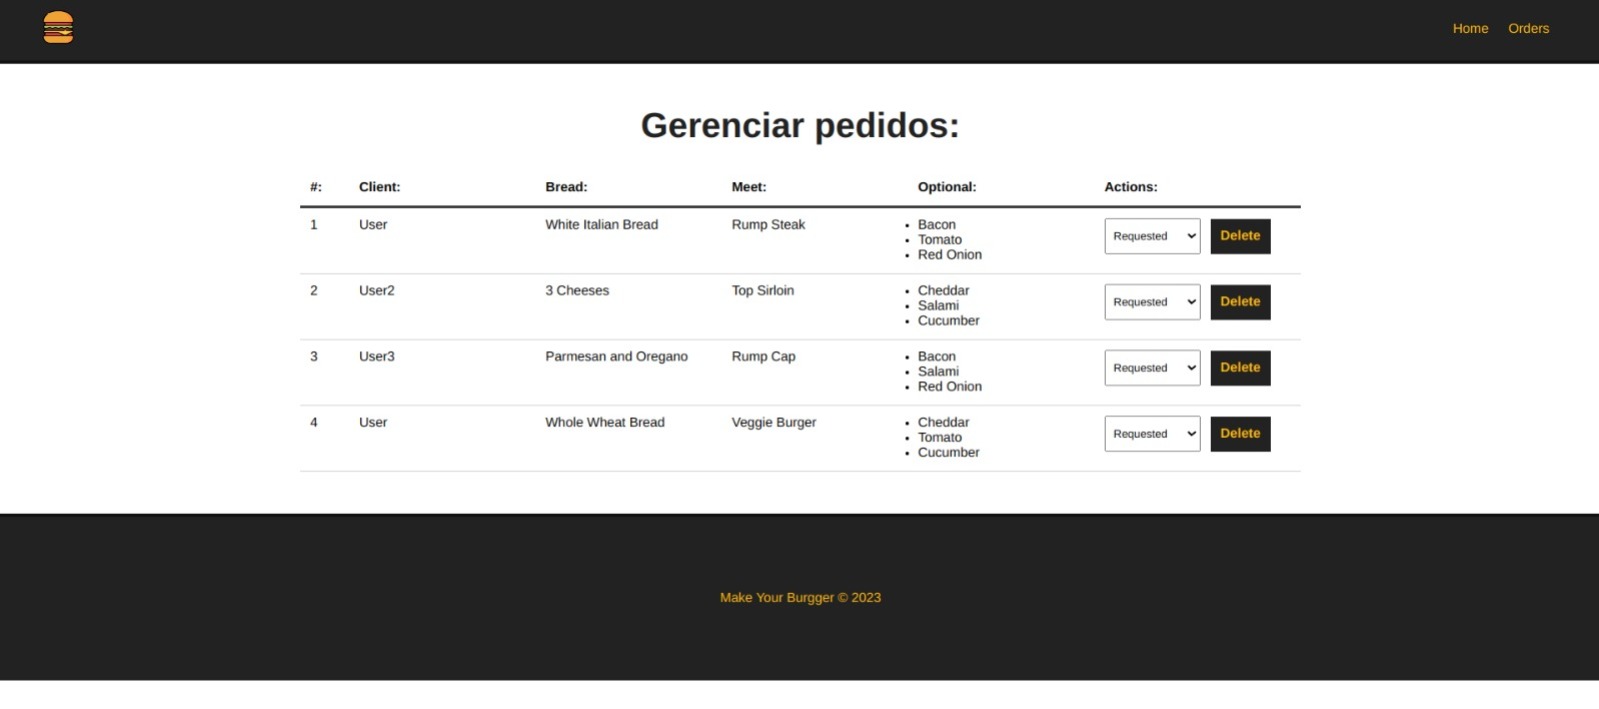 Home Orders
Gerenciar pedidos:
#: Client: Bread: Meet: Optional: Actions:
1 User White Italian Bread Rump Steak Bacon Requested Delete
Tomato
Red Onion
2 User2 3 Cheeses Top Sirloin Cheddar Requested Delete
Salami
Cucumber
3 User3 Parmesan and Oregano Rump Cap Bacon Requested Delete
Salami
Red Onion
4 User Whole Wheat Bread Veggie Burger Cheddar Requested Delete
Tomato
Cucumber
Make Your Burgger © 2023